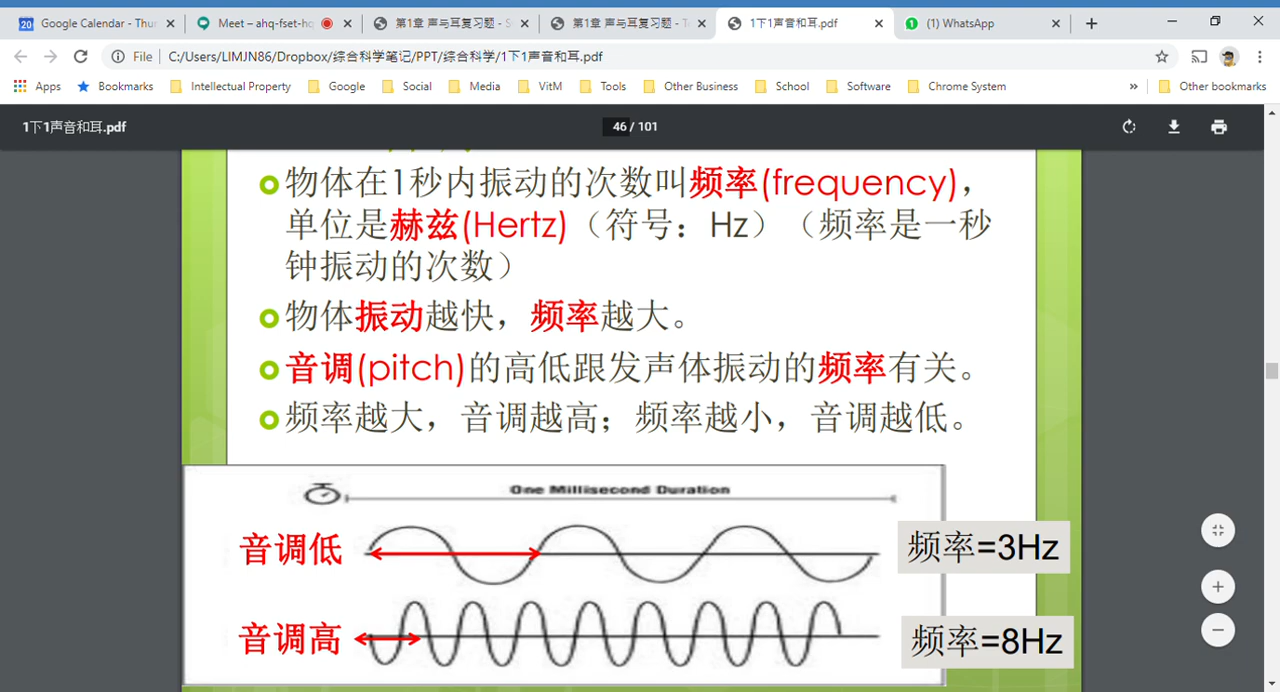 Google Calendar - Thu
Meet – ahq-fset-h
第1章 声与耳复习题 - S
第1章 声与耳复习题 - T
1下1声音和耳.pdf
(1) WhatsApp
File
C:/Users/LIMJN86/Dropbox/综合科学笔记/PPT/综合科学/1下1声音和耳.pdf
Apps
Bookmarks
Intellectual Property
Google
Social
Media
VitM
Tools
Other Business
School
Software
Chrome System
»
Other bookmarks
1下1声音和耳.pdf
46 / 101
物体在1秒内振动的次数叫频率(frequency)，
单位是赫兹(Hertz)（符号：Hz）（频率是一秒
钟振动的次数）
物体振动越快，频率越大。
音调(pitch)的高低跟发声体振动的频率有关。
频率越大，音调越高；频率越小，音调越低。
One Millisecond Duration
音调低
频率=3Hz
音调高
频率=8Hz